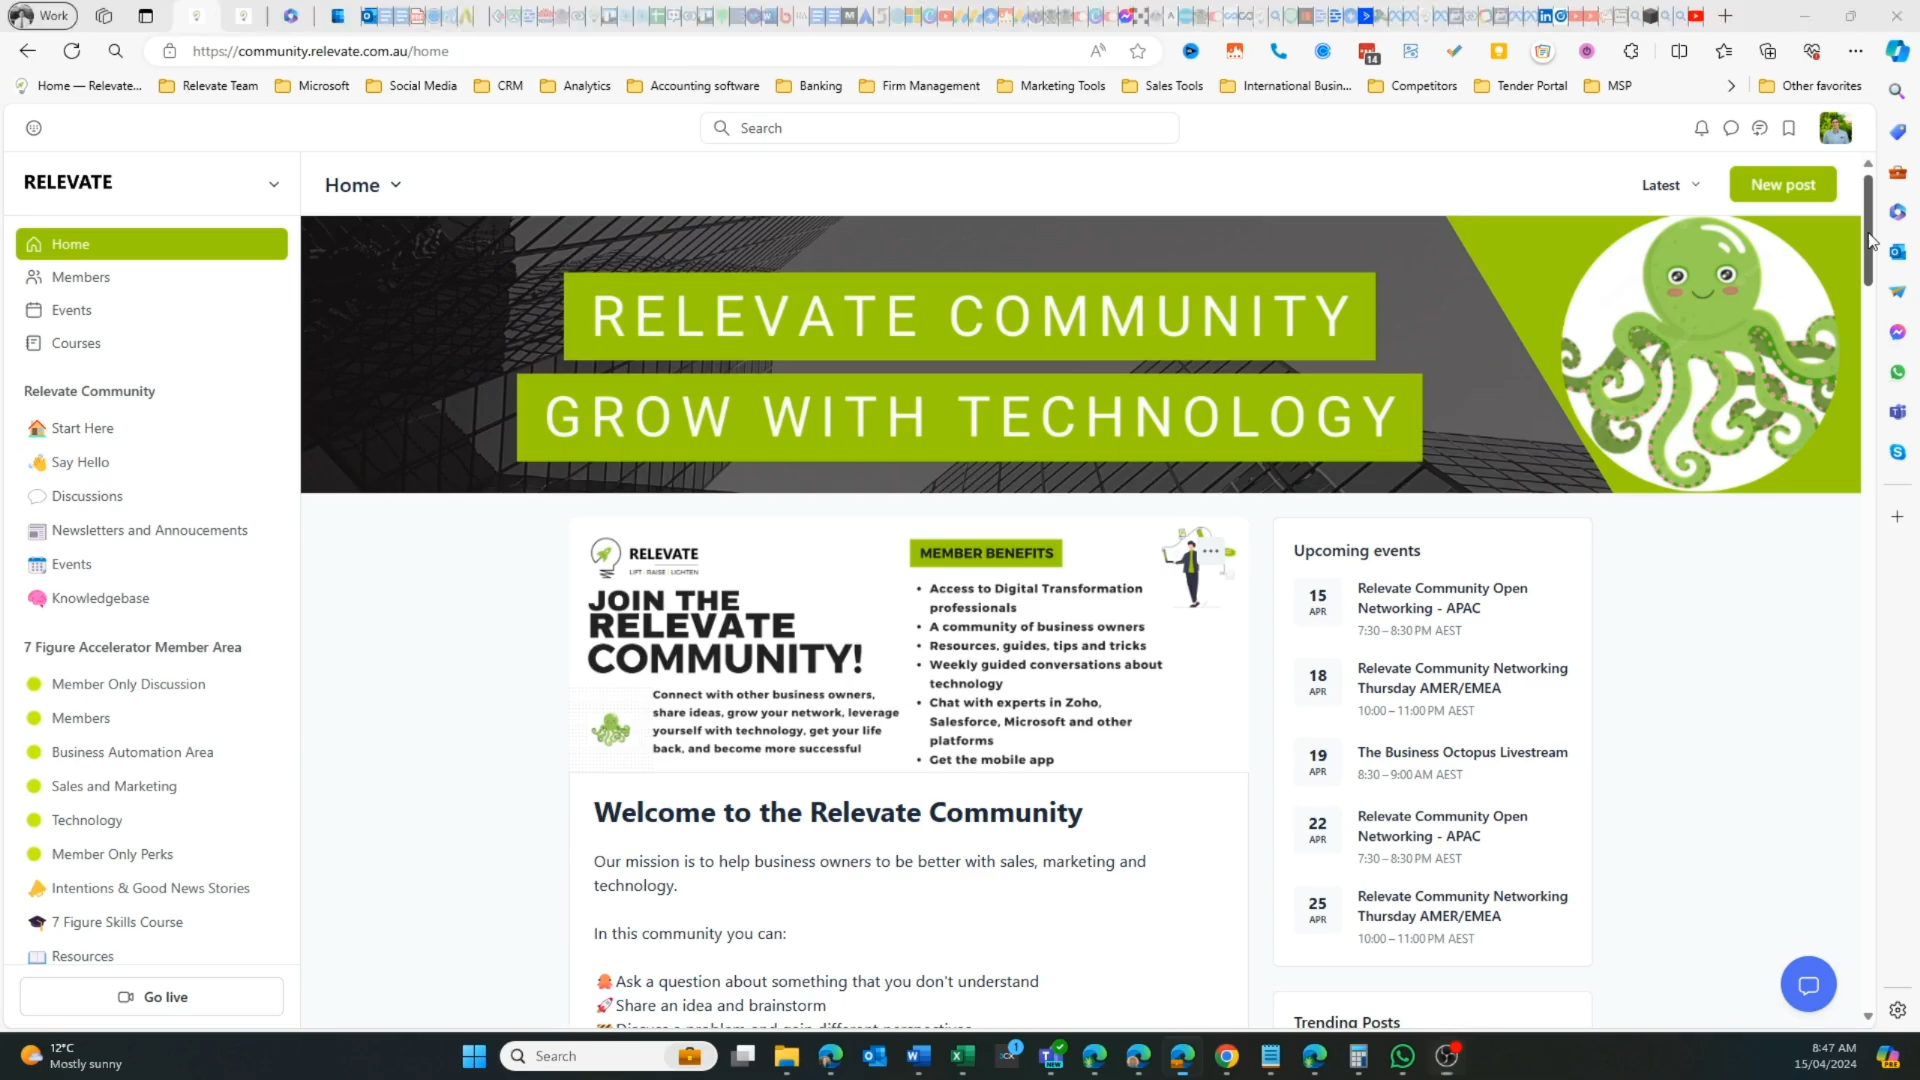 Work
https://community.relevate.com.au/home
14
Home — Relevate...
Relevate Team
Microsoft
Social Media
CRM
Analytics
Accounting software
Banking
Firm Management
Marketing Tools
Sales Tools
International Busin...
Competitors
Tender Portal
MSP
Other favorites
Search
RELEVATE
Home
Latest
New post
Home
Members
Events
Courses
Relevate Community
Start Here
Say Hello
Discussions
Newsletters and Annoucements
Events
Knowledgebase
7 Figure Accelerator Member Area
Member Only Discussion
Members
Business Automation Area
Sales and Marketing
Technology
Member Only Perks
Intentions & Good News Stories
7 Figure Skills Course
Resources
Go live
RELEVATE COMMUNITY
GROW WITH TECHNOLOGY
RELEVATE
LIFT RAISE LIGHTEN
JOIN THE
RELEVATE
COMMUNITY!
Connect with other business owners,
share ideas, grow your network, leverage
yourself with technology, get your life
back, and become more successful
MEMBER BENEFITS
• Access to Digital Transformation
professionals
• A community of business owners
• Resources, guides, tips and tricks
• Weekly guided conversations about
technology
• Chat with experts in Zoho,
Salesforce, Microsoft and other
platforms
• Get the mobile app
Welcome to the Relevate Community
Our mission is to help business owners to be better with sales, marketing and
technology.
In this community you can:
Ask a question about something that you don't understand
Share an idea and brainstorm
Discuss a problem and gain different perspectives
Upcoming events
15 APR
Relevate Community Open
Networking - APAC
7:30 – 8:30 PM AEST
18 APR
Relevate Community Networking
Thursday AMER/EMEA
10:00 – 11:00 PM AEST
19 APR
The Business Octopus Livestream
8:30 – 9:00 AM AEST
22 APR
Relevate Community Open
Networking - APAC
7:30 – 8:30 PM AEST
25 APR
Relevate Community Networking
Thursday AMER/EMEA
10:00 – 11:00 PM AEST
Trending Posts
12°C
Mostly sunny
Search
1
NEW
8:47 AM
15/04/2024
PRE